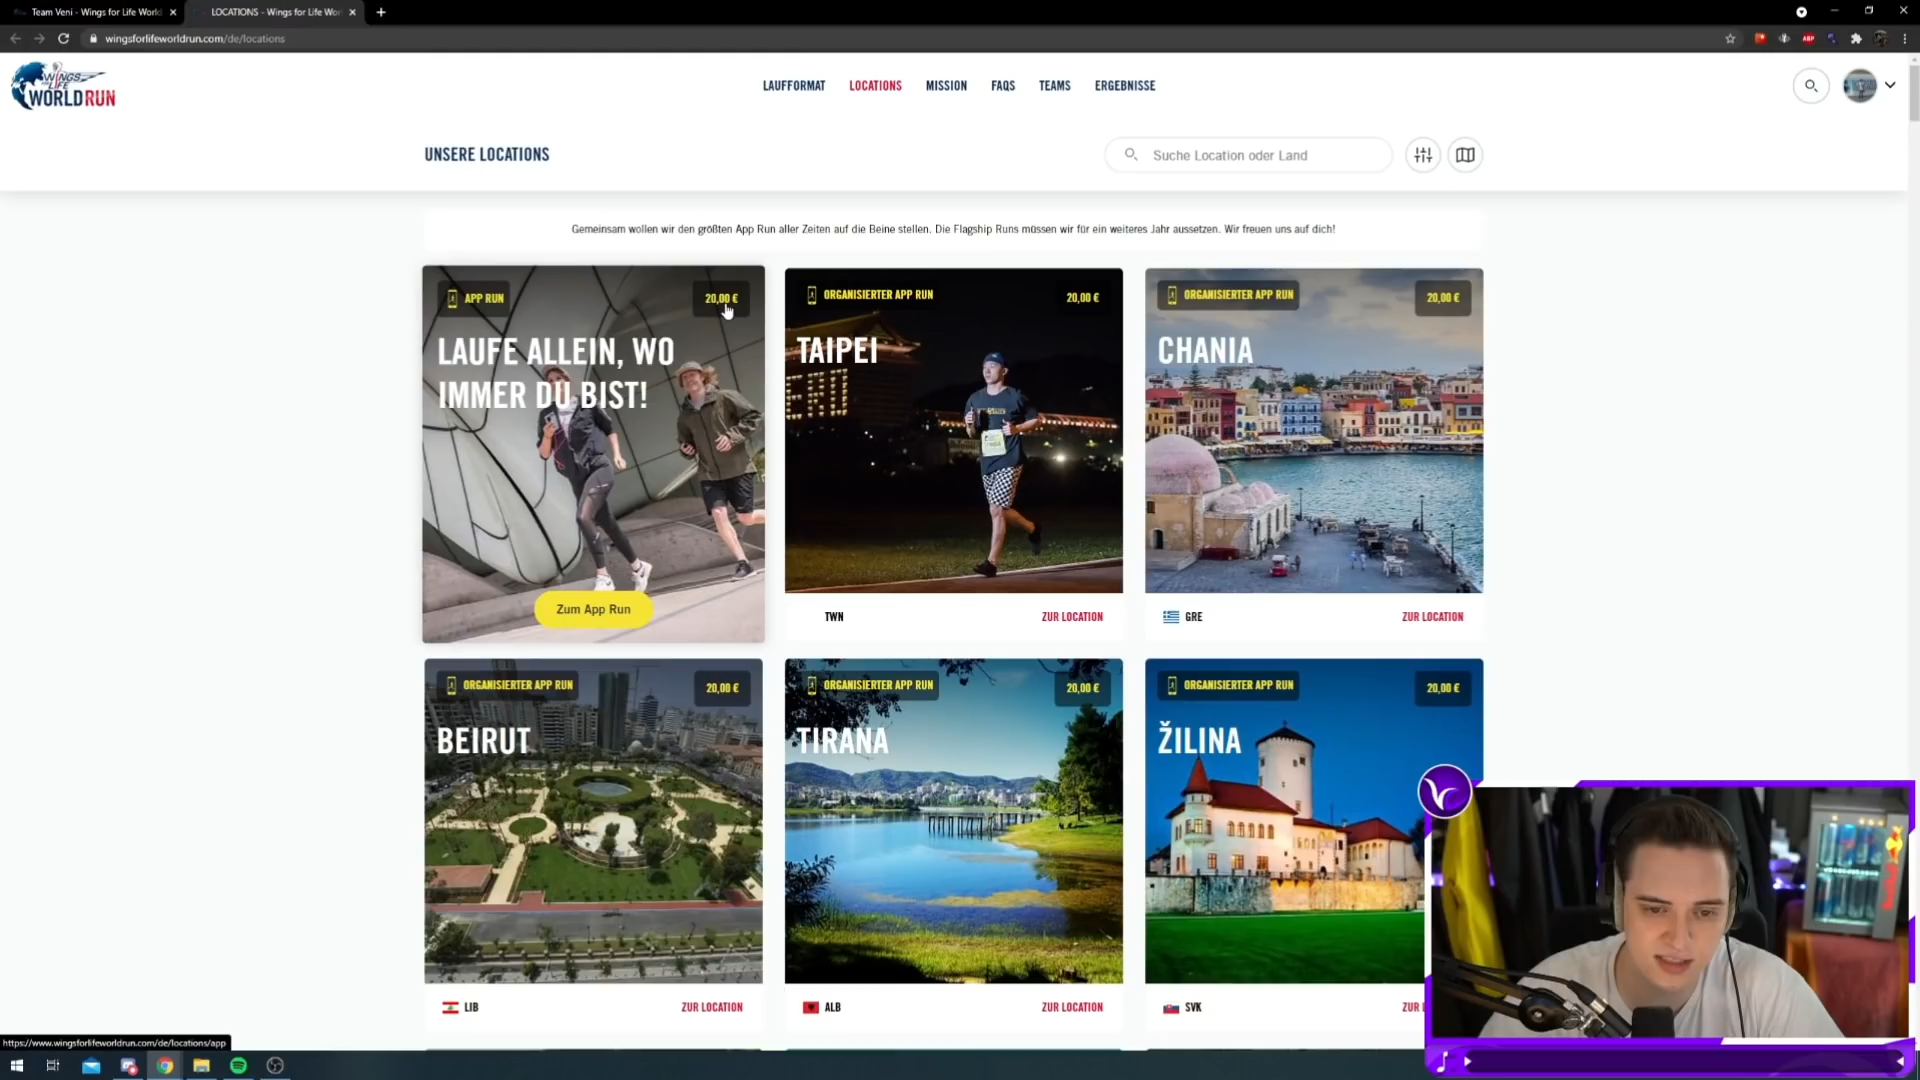 Team Veni - Wings for Life World
LOCATIONS - Wings for Life Wor
wingsforlifeworldrun.com/de/locations
ABP
WINGS
FOR LIFE
WORLD RUN
LAUFFORMAT
LOCATIONS
MISSION
FAQS
TEAMS
ERGEBNISSE
UNSERE LOCATIONS
Suche Location oder Land
Gemeinsam wollen wir den größten App Run aller Zeiten auf die Beine stellen. Die Flagship Runs müssen wir für ein weiteres Jahr aussetzen. Wir freuen uns auf dich!
APP RUN
20,00 €
LAUFE ALLEIN, WO
IMMER DU BIST!
Zum App Run
ORGANISIERTER APP RUN
20,00 €
TAIPEI
TWN
ZUR LOCATION
ORGANISIERTER APP RUN
20,00 €
CHANIA
GRE
ZUR LOCATION
ORGANISIERTER APP RUN
20,00 €
BEIRUT
LIB
ZUR LOCATION
ORGANISIERTER APP RUN
20,00 €
TIRANA
ALB
ZUR LOCATION
ORGANISIERTER APP RUN
20,00 €
ŽILINA
SVK
ZUR
https://www.wingsforlifeworldrun.com/de/locations/app